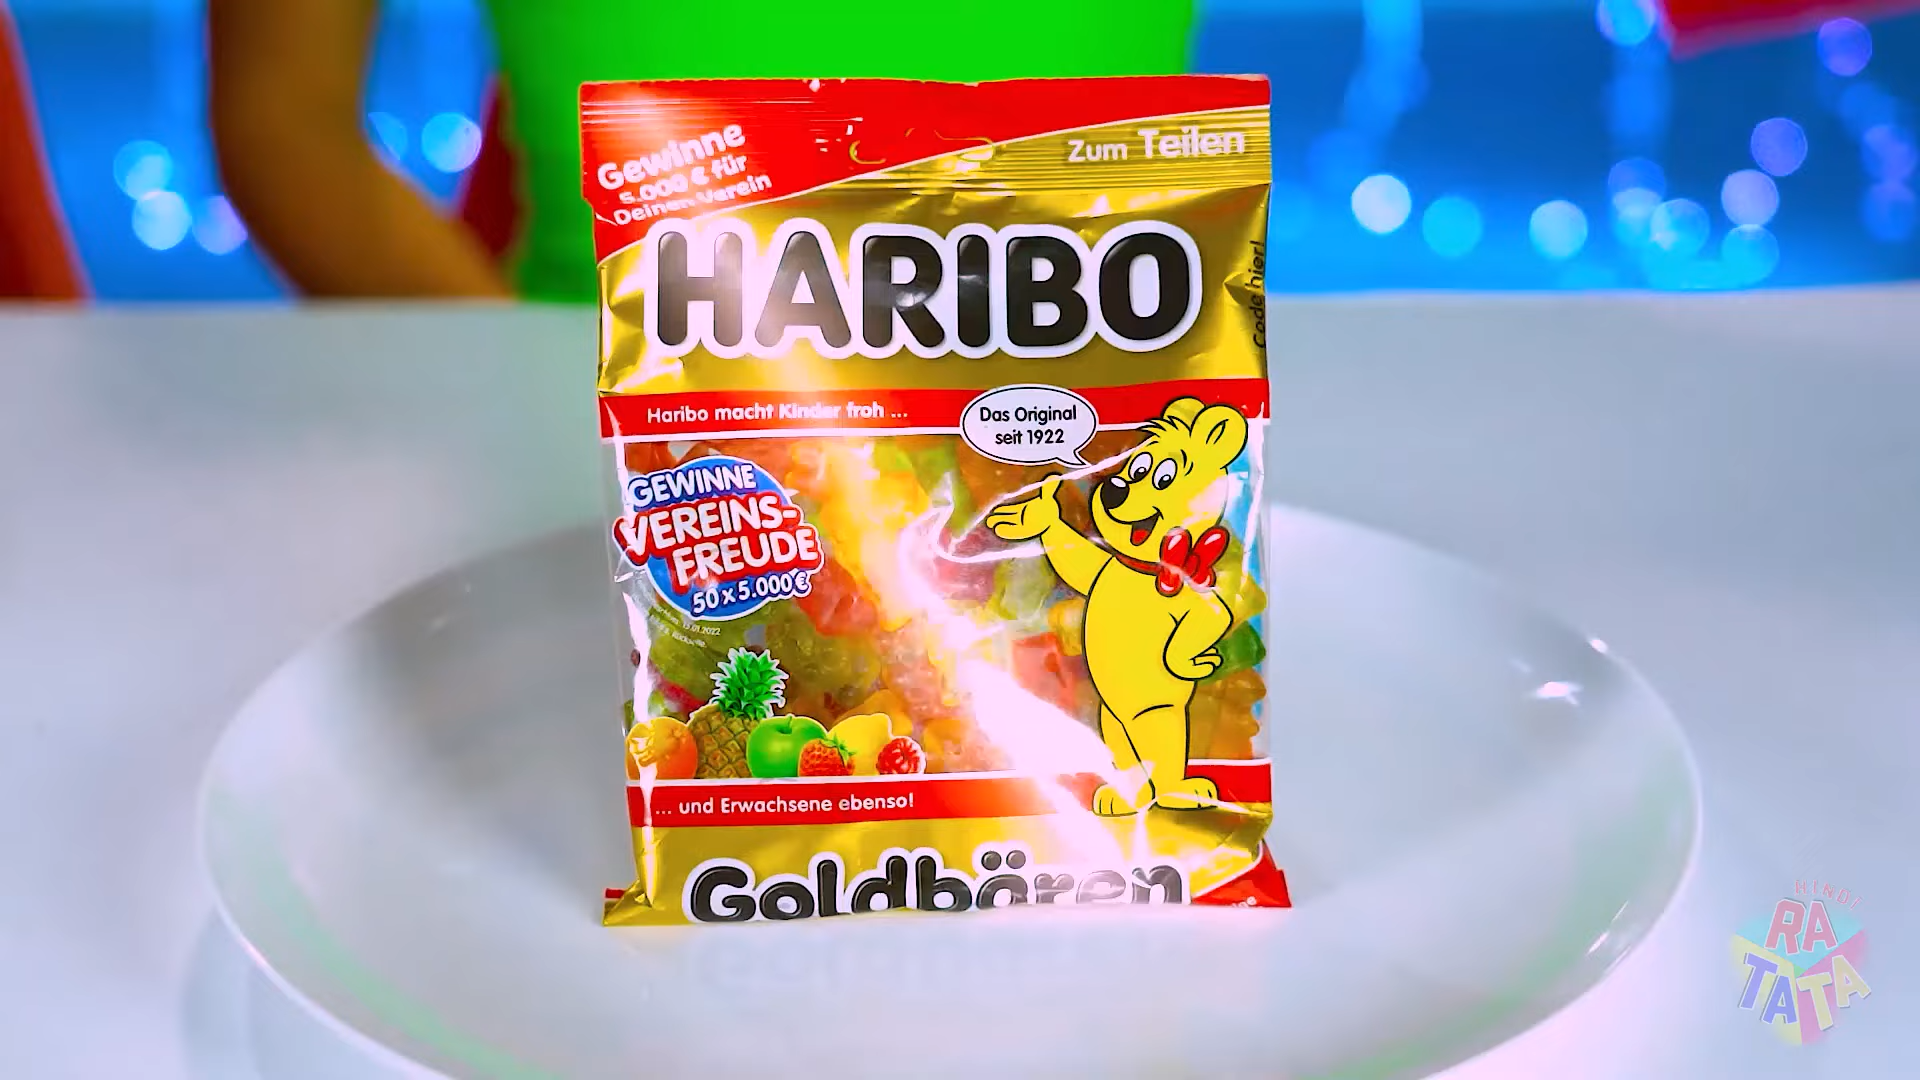 Gewinne
5.000 € für
Deinen Verein
Zum Teilen
HARIBO
Code hier!
Haribo macht Kinder froh ...
Das Original
seit 1922
GEWINNE
VEREINS-
FREUDE
50 x 5.000 €
... und Erwachsene ebenso!
Goldbären
HINDI
RA
TATA